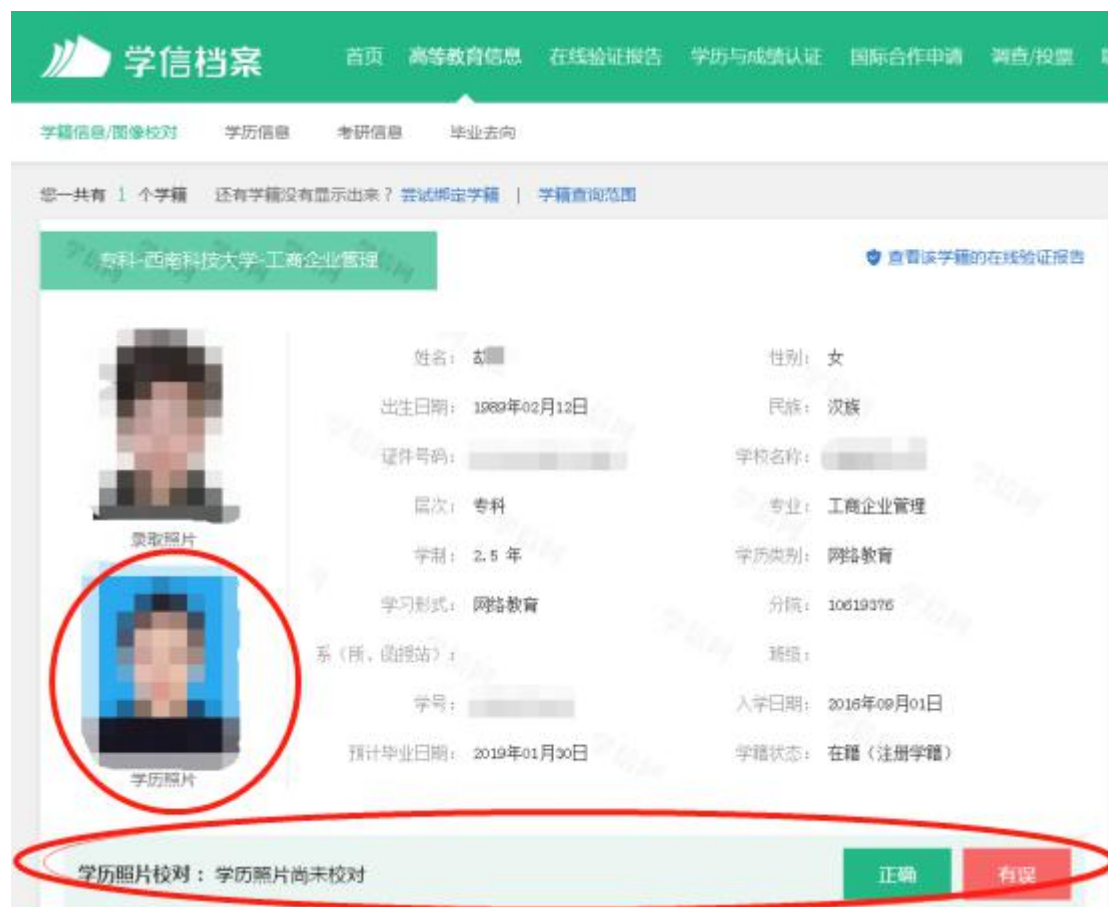 学信档案 首页 高等教育信息 在线验证报告 学历与成绩认证 国际合作申请 调查/投票
学籍信息/图像校对 学历信息 考研信息 毕业去向
您一共有 1 个学籍 还有学籍没有显示出来？尝试绑定学籍 | 学籍查询范围
专科-西南科技大学-工商企业管理 查看该学籍的在线验证报告
姓名： 性别：女
出生日期：1989年02月12日 民族：汉族
证件号码： 学校名称：
层次：专科 专业：工商企业管理
录取照片
学制：2.5 年 学历类别：网络教育
学习形式：网络教育 分院：10619376
系（所、函授站）： 班级：
学号： 入学日期：2016年09月01日
预计毕业日期：2019年01月30日 学籍状态：在籍（注册学籍）
学历照片
学历照片校对：学历照片尚未校对 正确 有误